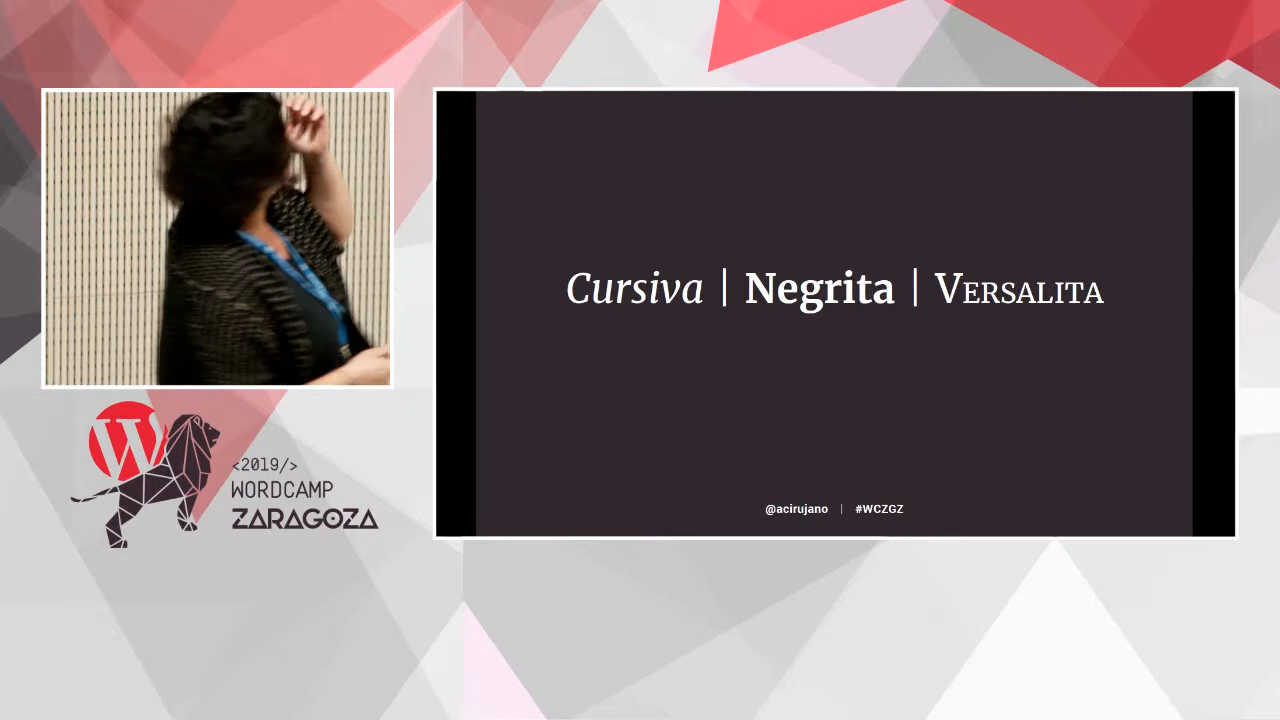 Cursiva | Negrita | VERSALITA
@acirujano | #WCZGZ
W
<2019/>
WORDCAMP
ZARAGOZA